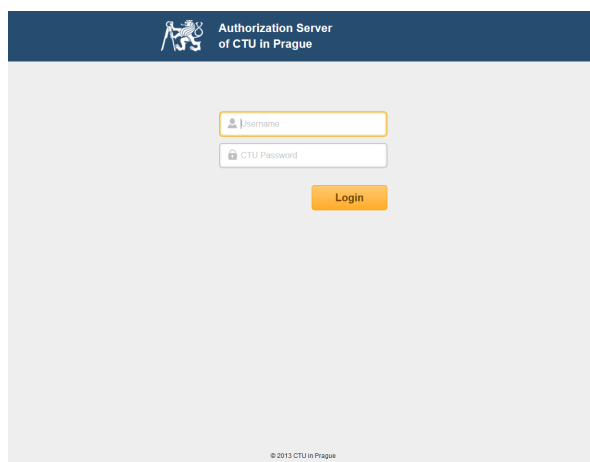 Authorization Server
of CTU in Prague
Username
CTU Password
Login
© 2013 CTU in Prague